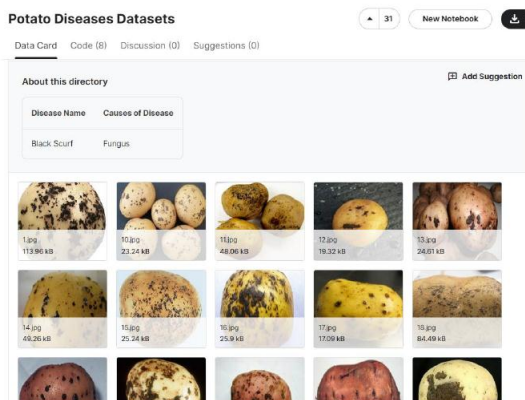 Potato Diseases Datasets
31
New Notebook
Data Card Code (8) Discussion (0) Suggestions (0)
About this directory
Add Suggestion
Disease Name Causes of Disease
Black Scurf Fungus
1.jpg 10.jpg 11.jpg 12.jpg 13.jpg
113.96 kB 23.24 kB 48.06 kB 19.32 kB 24.61 kB
14.jpg 15.jpg 16.jpg 17.jpg 18.jpg
49.26 kB 25.24 kB 25.9 kB 17.09 kB 84.49 kB